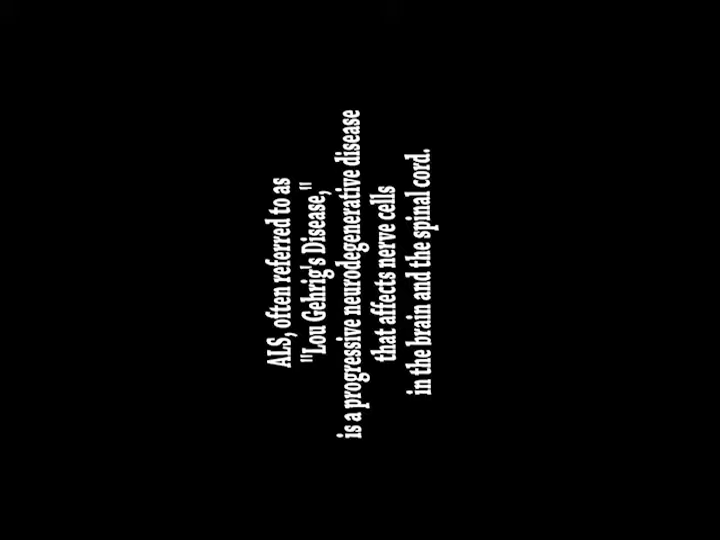 ALS, often referred to as
"Lou Gehrig's Disease,"
is a progressive neurodegenerative disease
that affects nerve cells
in the brain and the spinal cord.